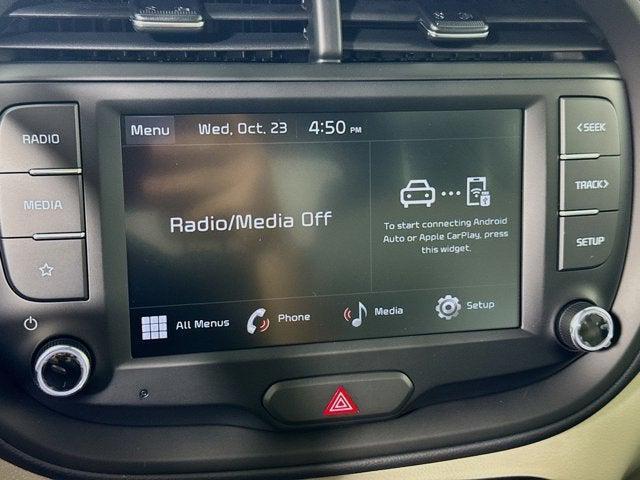 Menu Wed, Oct. 23 4:50 PM
RADIO
MEDIA
<SEEK
TRACK>
SETUP
Radio/Media Off
To start connecting Android
Auto or Apple CarPlay, press
this widget.
All Menus Phone Media Setup